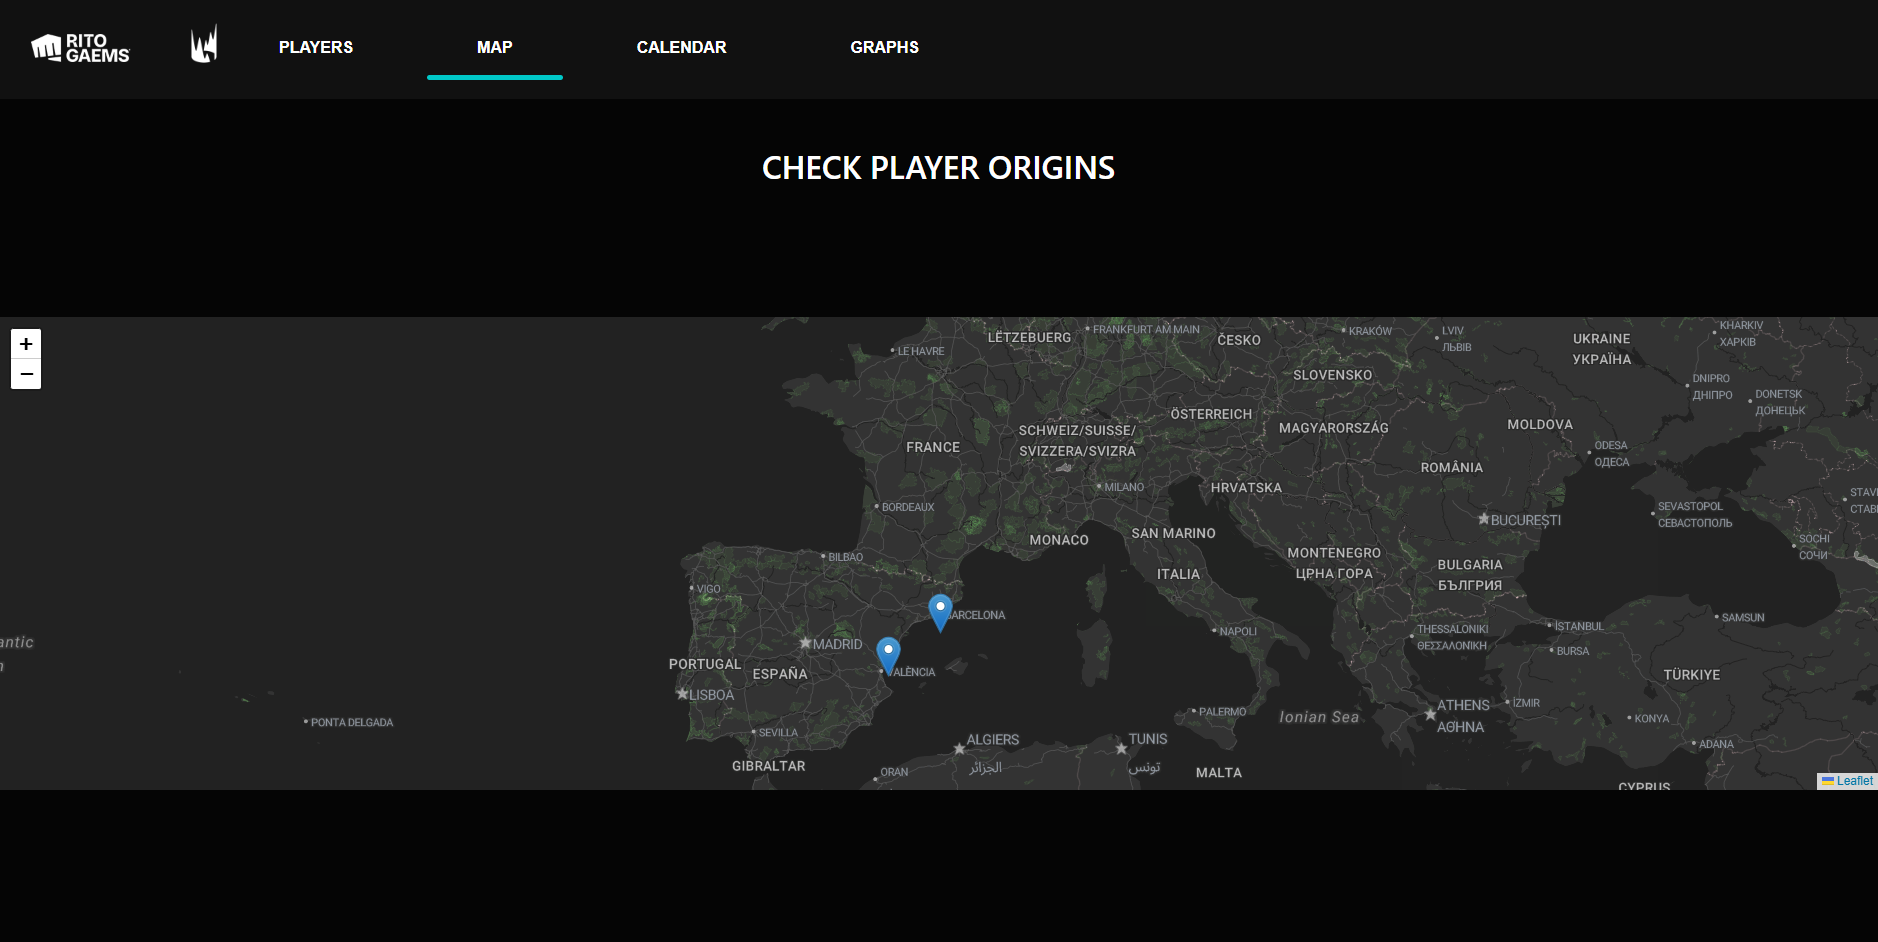 RITO
GAEMS
PLAYERS
MAP
CALENDAR
GRAPHS
CHECK PLAYER ORIGINS
+
−
LËTZEBUERG
FRANKFURT AM MAIN
ČESKO
KRAKÓW
LVIV
ЛЬВІВ
UKRAINE
УКРАЇНА
KHARKIV
ХАРКІВ
LE HAVRE
SLOVENSKO
DNIPRO
ДНІПРО
DONETSK
ДОНЕЦЬК
ÖSTERREICH
SCHWEIZ/SUISSE/
SVIZZERA/SVIZRA
MAGYARORSZÁG
MOLDOVA
FRANCE
ODESA
ОДЕСА
ROMÂNIA
MILANO
HRVATSKA
STAV
СТАВ
BORDEAUX
SEVASTOPOL
СЕВАСТОПОЛЬ
BUCUREȘTI
MONACO
SAN MARINO
SOCHI
СОЧИ
BILBAO
MONTENEGRO
ЦРНА ГОРА
ITALIA
BULGARIA
БЪЛГРИЯ
VIGO
BARCELONA
SAMSUN
NAPOLI
THESSALONIKI
ΘΕΣΣΑΛΟΝΙΚΗ
İSTANBUL
antic
n
MADRID
BURSA
PORTUGAL
ESPAÑA
ALÈNCIA
TÜRKIYE
LISBOA
İZMIR
ATHENS
ΑΘΗΝΑ
PONTA DELGADA
PALERMO
Ionian Sea
KONYA
SEVILLA
ALGIERS
الجزائر
TUNIS
تونس
ADANA
GIBRALTAR
ORAN
MALTA
CYPRUS
Leaflet